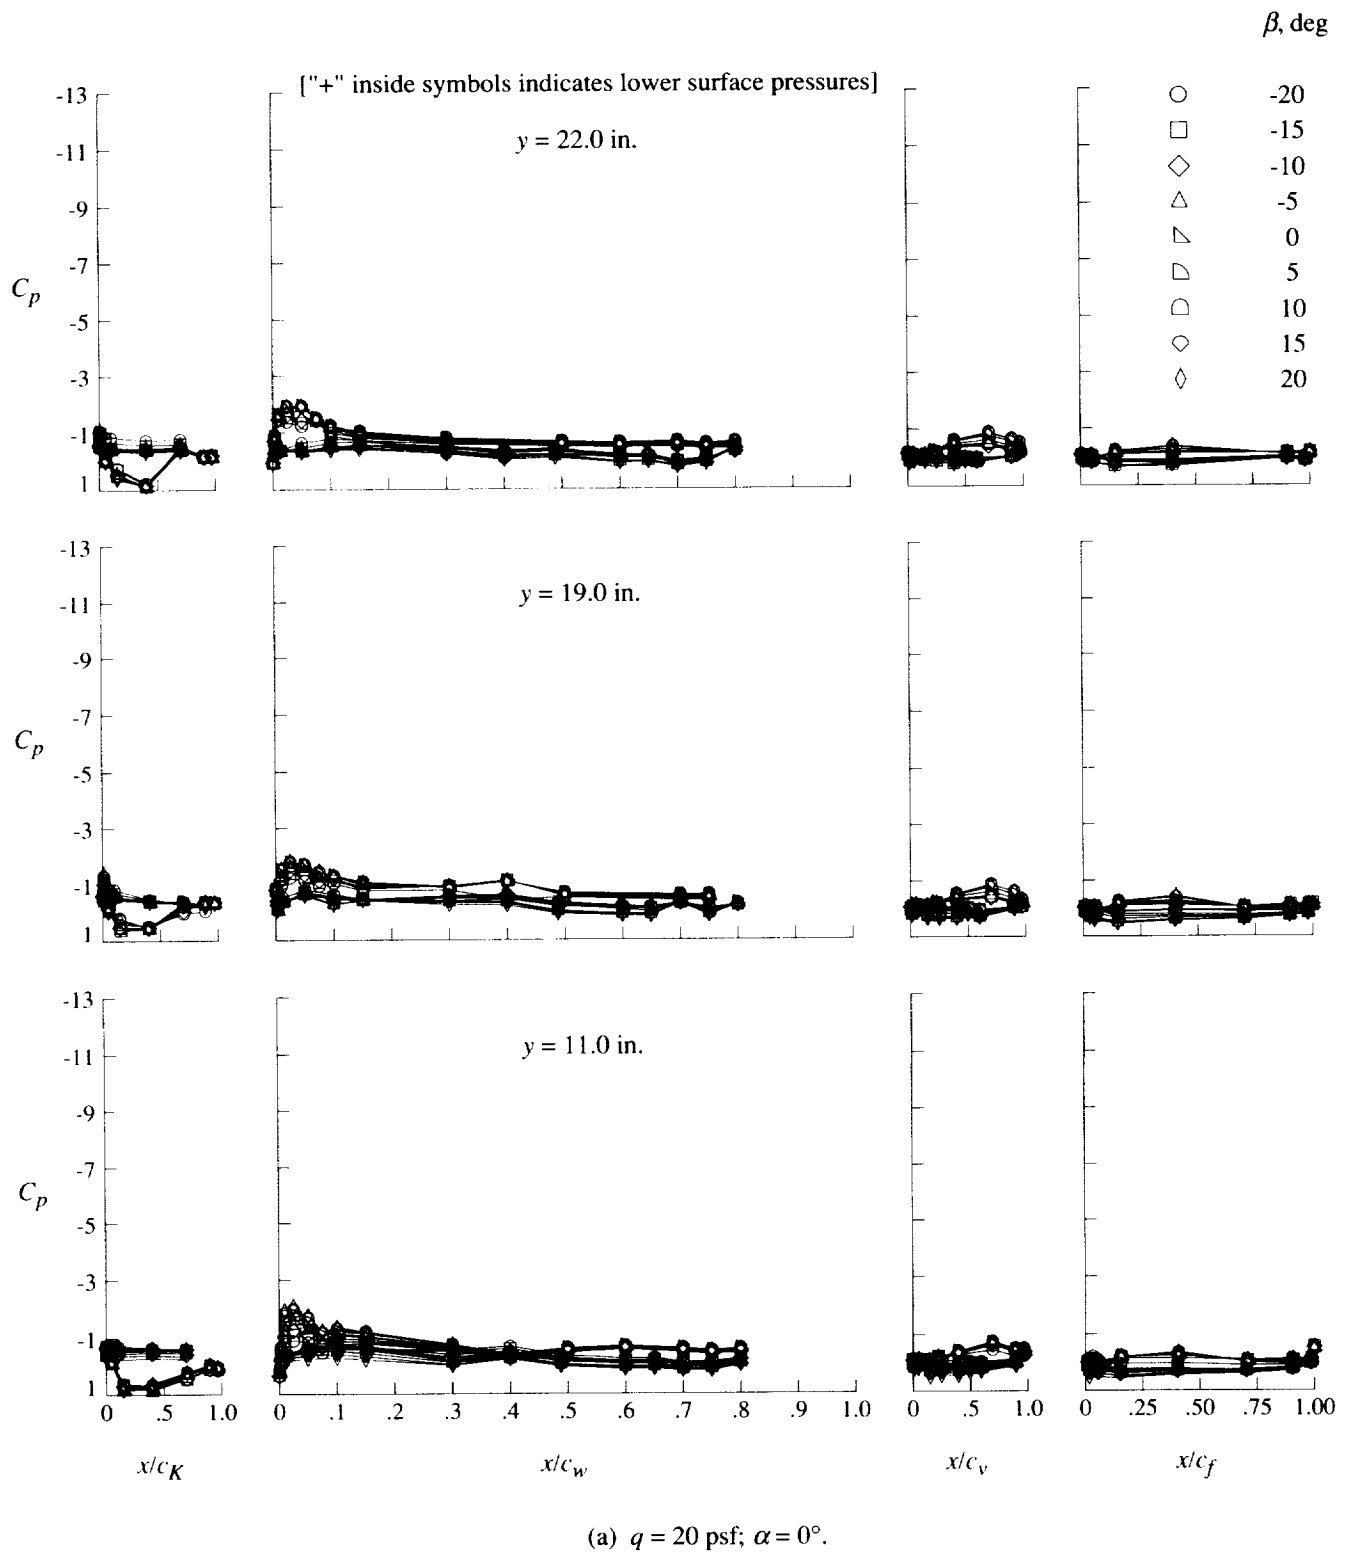 β, deg
["+" inside symbols indicates lower surface pressures]
y = 22.0 in.
-20
-15
-10
-5
0
5
10
15
20
-13
-11
-9
-7
-5
-3
-1
1
C_p
y = 19.0 in.
-13
-11
-9
-7
-5
-3
-1
1
C_p
y = 11.0 in.
-13
-11
-9
-7
-5
-3
-1
1
C_p
0 .5 1.0
0 .1 .2 .3 .4 .5 .6 .7 .8 .9 1.0
0 .5 1.0
0 .25 .50 .75 1.00
x/c_K
x/c_w
x/c_v
x/c_f
(a) q = 20 psf; α = 0°.